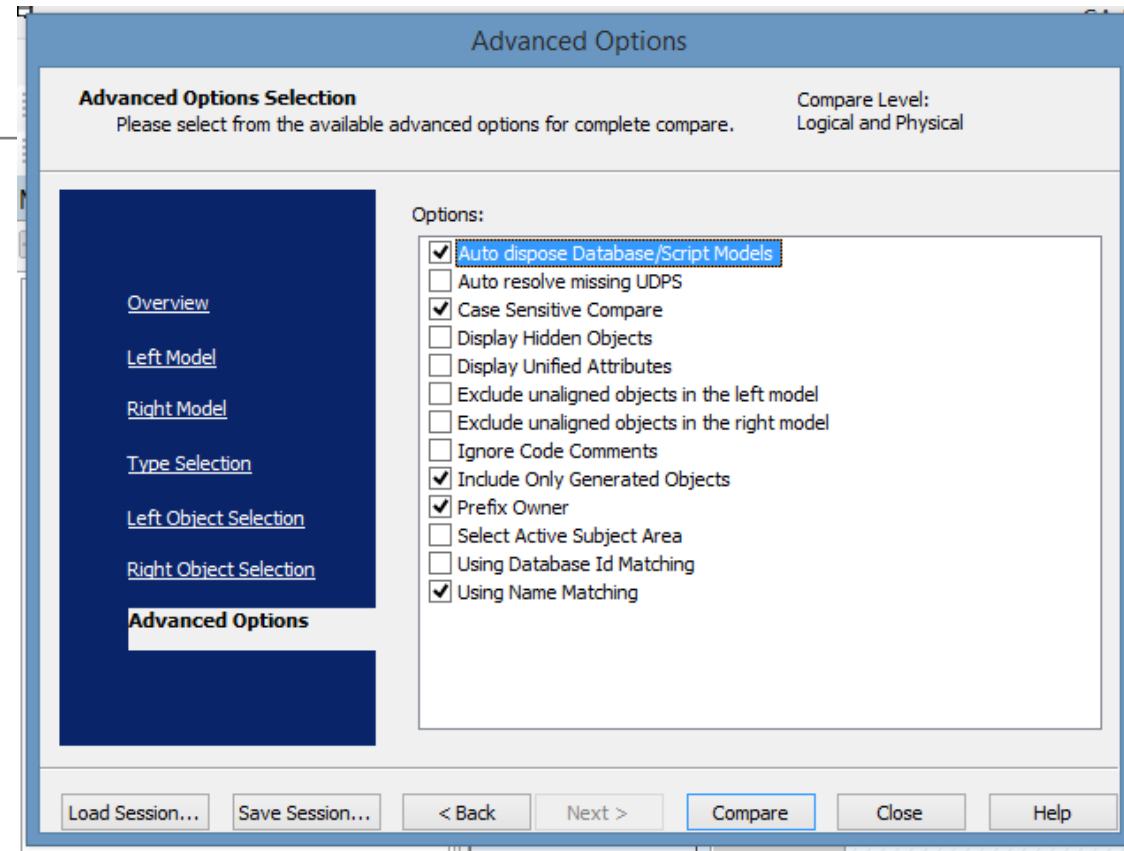 Advanced Options
Advanced Options Selection
Please select from the available advanced options for complete compare.
Compare Level:
Logical and Physical
Overview
Left Model
Right Model
Type Selection
Left Object Selection
Right Object Selection
Advanced Options
Options:
Auto dispose Database/Script Models
Auto resolve missing UDPS
Case Sensitive Compare
Display Hidden Objects
Display Unified Attributes
Exclude unaligned objects in the left model
Exclude unaligned objects in the right model
Ignore Code Comments
Include Only Generated Objects
Prefix Owner
Select Active Subject Area
Using Database Id Matching
Using Name Matching
Load Session... Save Session... < Back Next > Compare Close Help